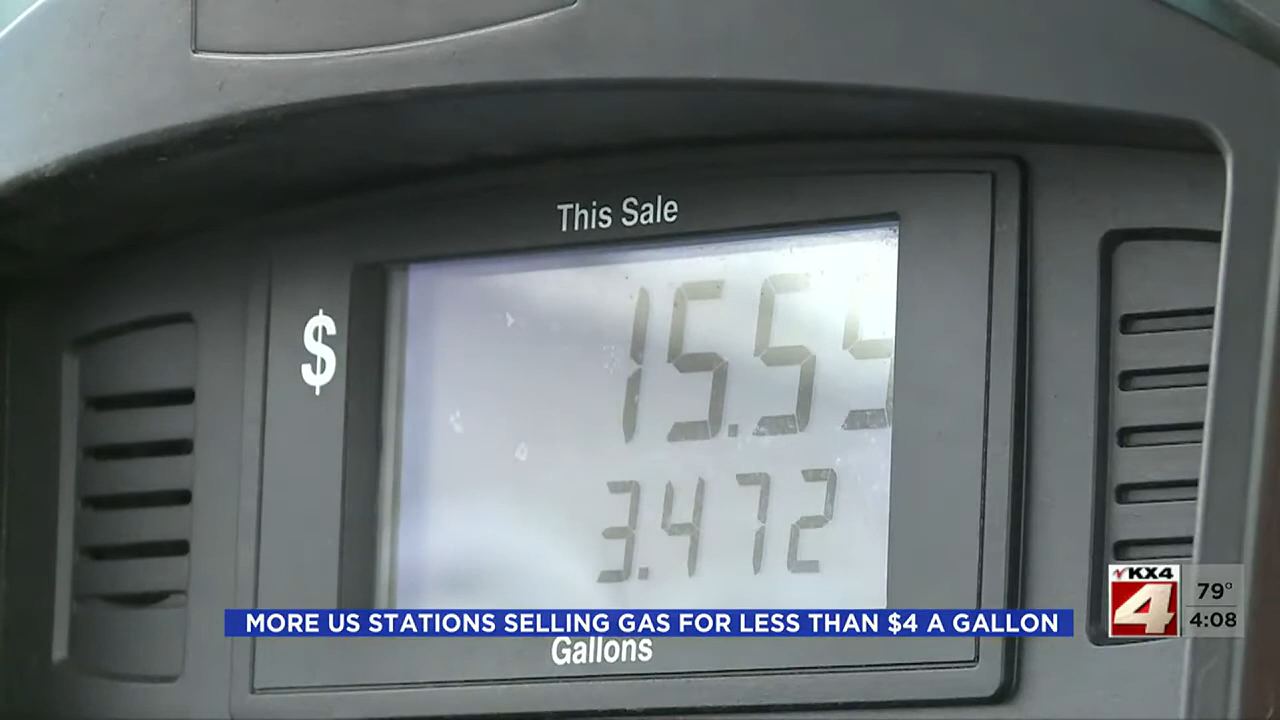 This Sale
$
15.55
3.472
MORE US STATIONS SELLING GAS FOR LESS THAN $4 A GALLON
Gallons
KX4
4
79°
4:08